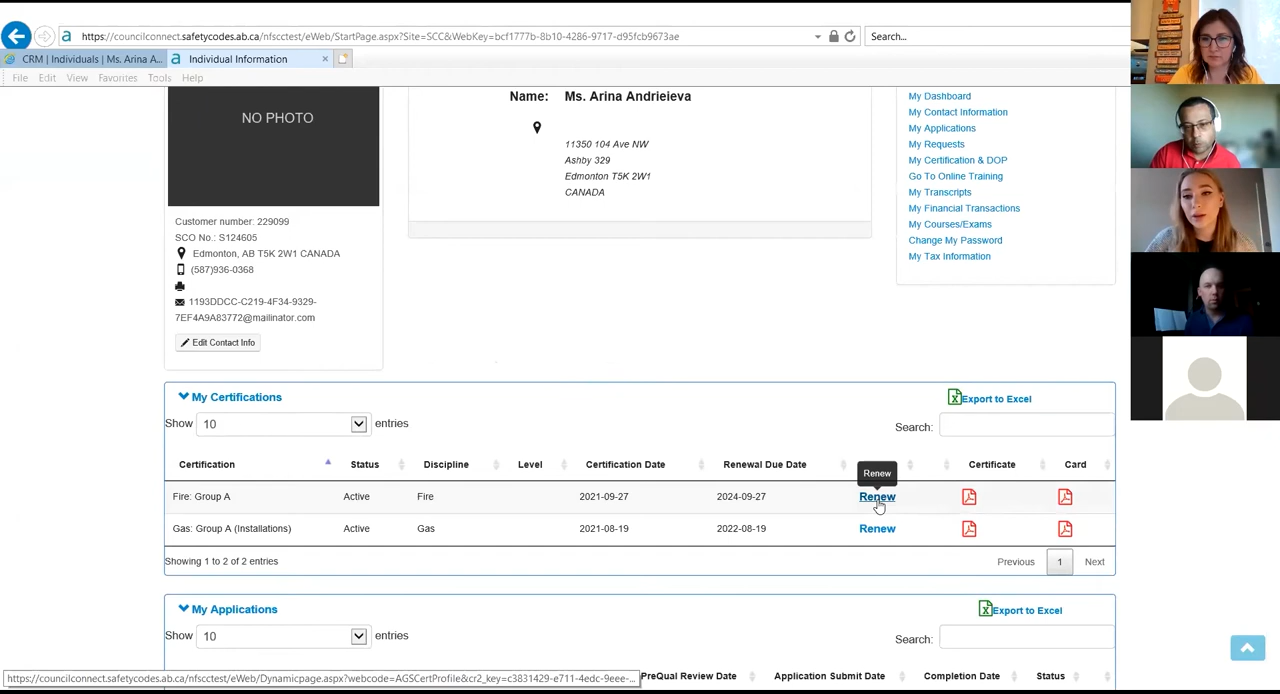 https://councilconnect.safetycodes.ab.ca/nfscctest/eWeb/StartPage.aspx?Site=SCC&WebKey=bcf1777b-8b10-4286-9717-d95fcb9673ae
Search...
CRM | Individuals | Ms. Arina A...
Individual Information
File Edit View Favorites Tools Help
NO PHOTO
Customer number: 229099
SCO No.: S124605
Edmonton, AB T5K 2W1 CANADA
(587)936-0368
1193DDCC-C219-4F34-9329-
7EF4A9A83772@mailinator.com
Edit Contact Info
Name: Ms. Arina Andrieieva
11350 104 Ave NW
Ashby 329
Edmonton T5K 2W1
CANADA
My Dashboard
My Contact Information
My Applications
My Requests
My Certification & DOP
Go To Online Training
My Transcripts
My Financial Transactions
My Courses/Exams
Change My Password
My Tax Information
My Certifications
Export to Excel
Show 10 entries
Search:
Certification Status Discipline Level Certification Date Renewal Due Date Certificate Card
Renew
Fire: Group A Active Fire 2021-09-27 2024-09-27 Renew
Gas: Group A (Installations) Active Gas 2021-08-19 2022-08-19 Renew
Showing 1 to 2 of 2 entries
Previous 1 Next
My Applications
Export to Excel
Show 10 entries
Search:
https://councilconnect.safetycodes.ab.ca/nfscctest/eWeb/Dynamicpage.aspx?webcode=AGSCertProfile&cr2_key=c3831429-e711-4edc-9eee-...
PreQual Review Date Application Submit Date Completion Date Status